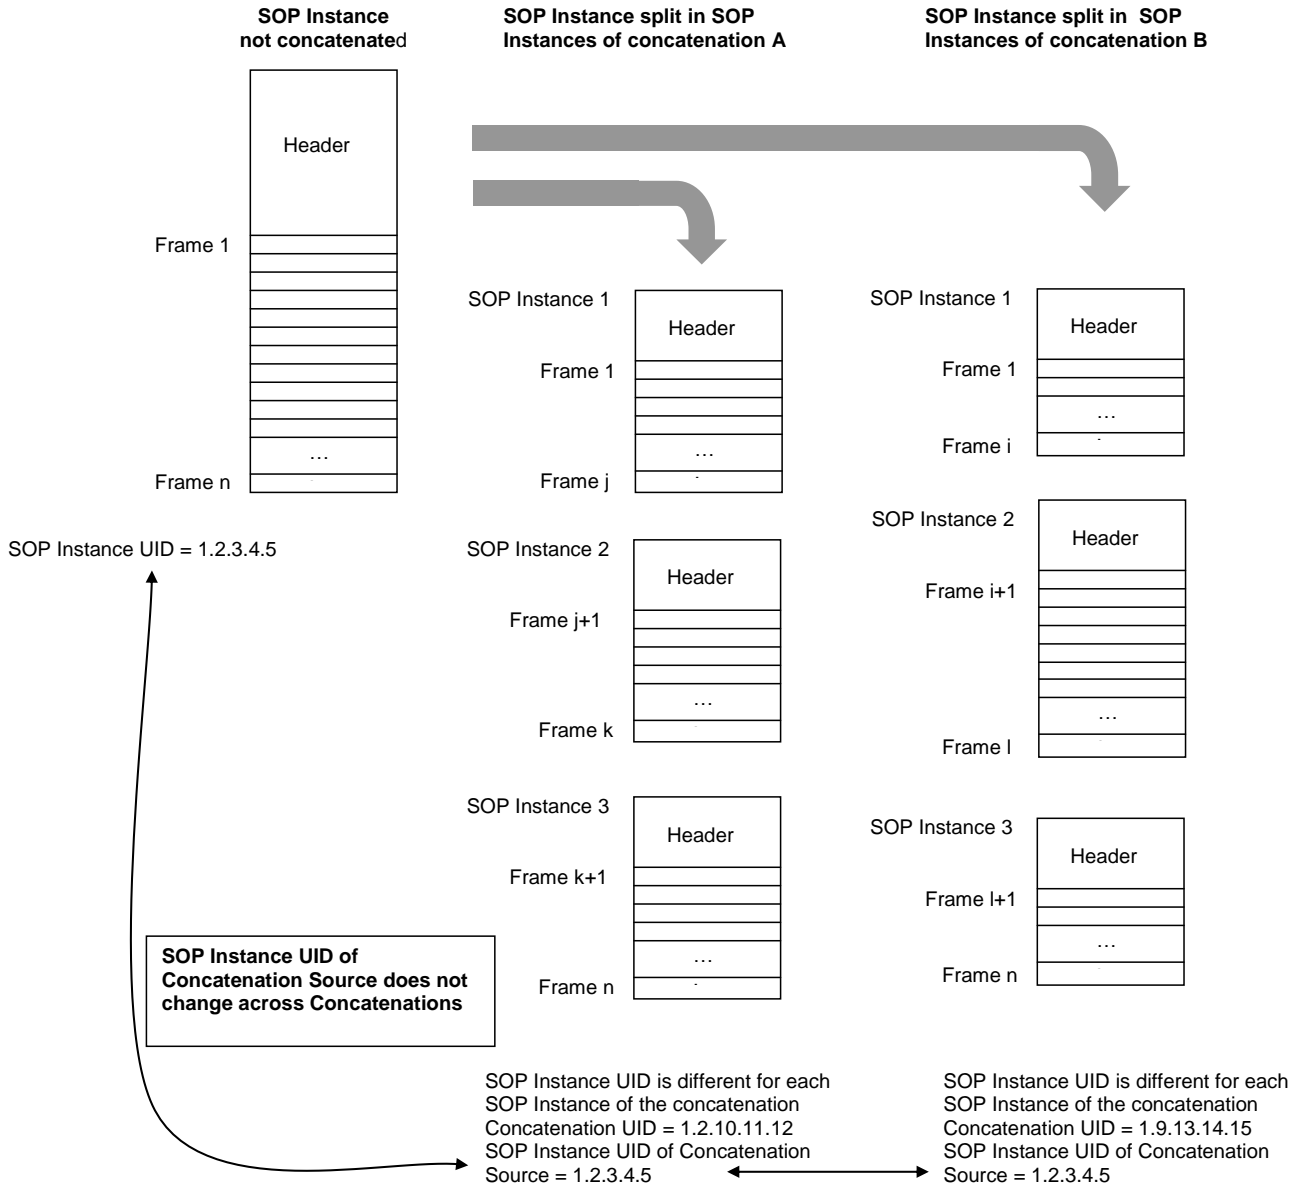 SOP Instance
not concatenated
SOP Instance split in SOP
Instances of concatenation A
SOP Instance split in SOP
Instances of concatenation B
Header
Frame 1
...
Frame n
SOP Instance UID = 1.2.3.4.5
SOP Instance 1
Header
Frame 1
...
Frame j
SOP Instance 2
Header
Frame j+1
...
Frame k
SOP Instance 3
Header
Frame k+1
...
Frame n
SOP Instance 1
Header
Frame 1
...
Frame i
SOP Instance 2
Header
Frame i+1
...
Frame l
SOP Instance 3
Header
Frame l+1
...
Frame n
SOP Instance UID of
Concatenation Source does not
change across Concatenations
SOP Instance UID is different for each
SOP Instance of the concatenation
Concatenation UID = 1.2.10.11.12
SOP Instance UID of Concatenation
Source = 1.2.3.4.5
SOP Instance UID is different for each
SOP Instance of the concatenation
Concatenation UID = 1.9.13.14.15
SOP Instance UID of Concatenation
Source = 1.2.3.4.5